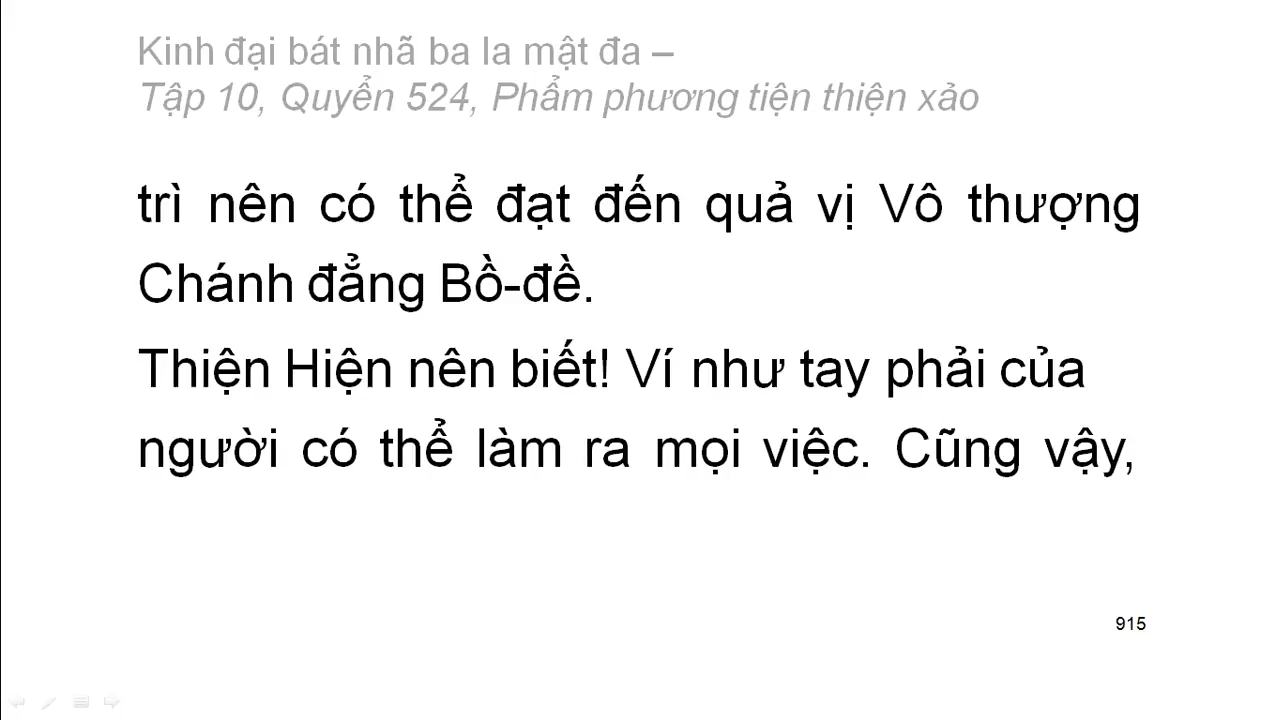 Kinh đại bát nhã ba la mật đa –
Tập 10, Quyển 524, Phẩm phương tiện thiện xảo
trì nên có thể đạt đến quả vị Vô thượng
Chánh đẳng Bồ-đề.
Thiện Hiện nên biết! Ví như tay phải của
người có thể làm ra mọi việc. Cũng vậy,
915